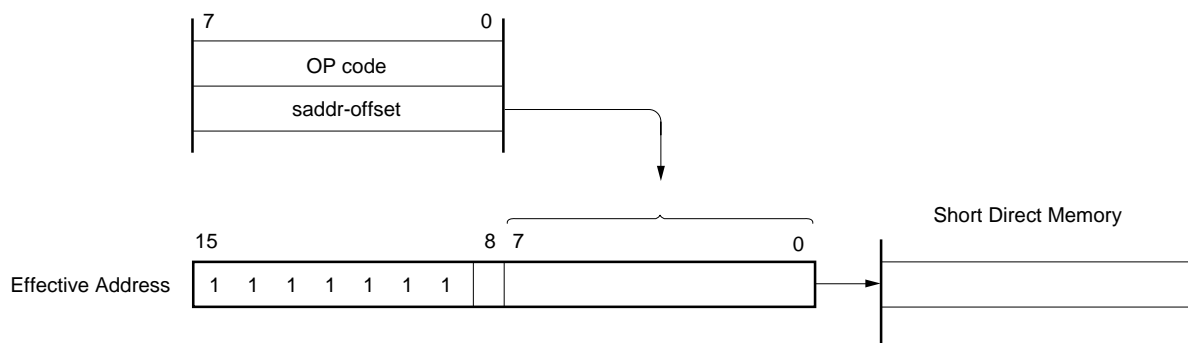 7 0
OP code
saddr-offset
Short Direct Memory
15 8 7 0
Effective Address 1 1 1 1 1 1 1